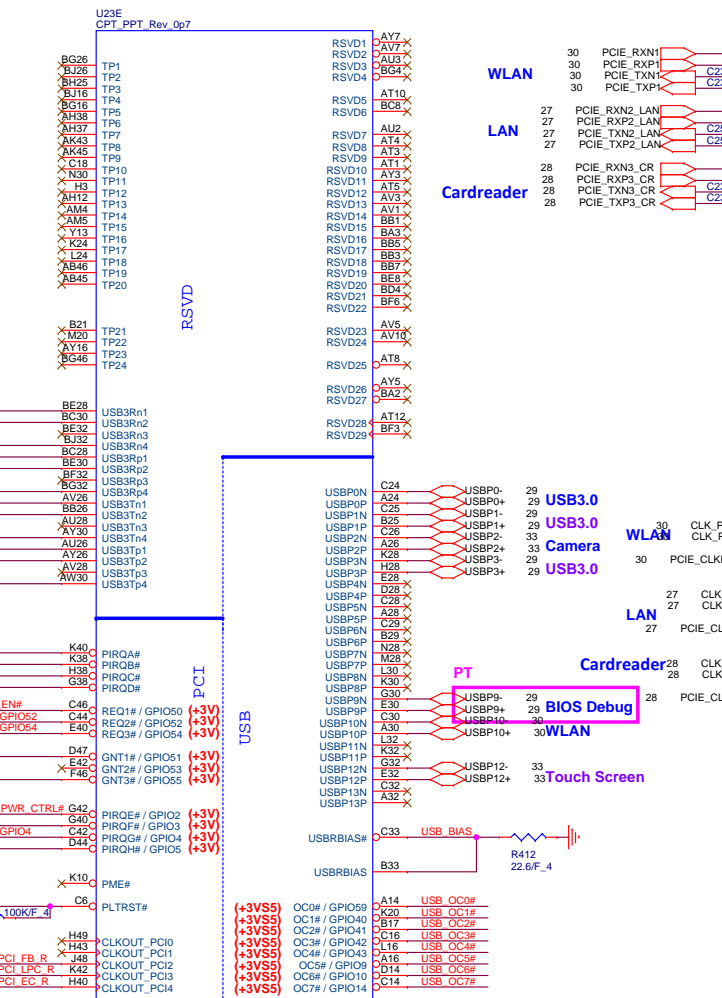 U23E
CPT_PPT_Rev_0p7
BG26 TP1
BJ26 TP2
BH25 TP3
BJ16 TP4
BG16 TP5
AH38 TP6
AH37 TP7
AK43 TP8
AK45 TP9
C18 TP10
N30 TP11
H3 TP12
AH12 TP13
AM4 TP14
AM5 TP15
Y13 TP16
K24 TP17
L24 TP18
AB46 TP19
AB45 TP20
B21 TP21
M20 TP22
AY16 TP23
BG46 TP24
RSVD
RSVD1 AY7
RSVD2 AV7
RSVD3 AU3
RSVD4 BG4
RSVD5 AT10
RSVD6 BC8
RSVD7 AU2
RSVD8 AT4
RSVD9 AT3
RSVD10 AT1
RSVD11 AY3
RSVD12 AT5
RSVD13 AV3
RSVD14 AV1
RSVD15 BB1
RSVD16 BA3
RSVD17 BB5
RSVD18 BB3
RSVD19 BB7
RSVD20 BE8
RSVD21 BD4
RSVD22 BF6
RSVD23 AV5
RSVD24 AV10
RSVD25 AT8
RSVD26 AY5
RSVD27 BA2
RSVD28 AT12
RSVD29 BF3
WLAN
30 PCIE_RXN1
30 PCIE_RXP1
30 PCIE_TXN1
30 PCIE_TXP1
LAN
27 PCIE_RXN2_LAN
27 PCIE_RXP2_LAN
27 PCIE_TXN2_LAN
27 PCIE_TXP2_LAN
Cardreader
28 PCIE_RXN3_CR
28 PCIE_RXP3_CR
28 PCIE_TXN3_CR
28 PCIE_TXP3_CR
BE28 USB3Rn1
BC30 USB3Rn2
BE32 USB3Rn3
BJ32 USB3Rn4
BC28 USB3Rp1
BE30 USB3Rp2
BF32 USB3Rp3
BG32 USB3Rp4
AV26 USB3Tn1
BB26 USB3Tn2
AU28 USB3Tn3
AY30 USB3Tn4
AU26 USB3Tp1
AY26 USB3Tp2
AV28 USB3Tp3
AW30 USB3Tp4
USBP0N C24 USBP0- 29
USBP0P A24 USBP0+ 29 USB3.0
USBP1N C25 USBP1- 29
USBP1P B25 USBP1+ 29 USB3.0
USBP2N C26 USBP2- 33
USBP2P A26 USBP2+ 33 Camera
USBP3N K28 USBP3- 29
USBP3P H28 USBP3+ 29 USB3.0
USBP4N E28
USBP4P D28
USBP5N C28
USBP5P A28
USBP6N C29
USBP6P B29
USBP7N N28
USBP7P M28
USBP8N L30
USBP8P K30
PT
USBP9N G30 USBP9- 29
USBP9P E30 USBP9+ 29 BIOS Debug
USBP10N C30 USBP10- 30
USBP10P A30 USBP10+ 30 WLAN
USBP11N L32
USBP11P K32
USBP12N G32 USBP12- 33
USBP12P E32 USBP12+ 33 Touch Screen
USBP13N C32
USBP13P A32
USBRBIAS# C33 USB_BIAS
USBRBIAS B33
R412
22.6/F_4
WLAN
30 CLK_P
CLK_P
30 PCIE_CLK
LAN
27 CLK
27 CLK
27 PCIE_CL
Cardreader
28 CLK
28 CLK
28 PCIE_CL
PCI
USB
K40 PIRQA#
K38 PIRQB#
H38 PIRQC#
G38 PIRQD#
EN# C46 REQ1# / GPIO50 (+3V)
GPIO52 C44 REQ2# / GPIO52 (+3V)
GPIO54 E40 REQ3# / GPIO54 (+3V)
D47 GNT1# / GPIO51 (+3V)
E42 GNT2# / GPIO53 (+3V)
F46 GNT3# / GPIO55 (+3V)
PWR_CTRL# G42 PIRQE# / GPIO2 (+3V)
G40 PIRQF# / GPIO3 (+3V)
GPIO4 C42 PIRQG# / GPIO4 (+3V)
D44 PIRQH# / GPIO5 (+3V)
K10 PME#
100K/F_4 C6 PLTRST#
H49 CLKOUT_PCI0
H43 CLKOUT_PCI1
PCI_FB_R J48 CLKOUT_PCI2
PCI_LPC_R K42 CLKOUT_PCI3
PCI_EC_R H40 CLKOUT_PCI4
(+3VS5) OC0# / GPIO59 A14 USB_OC0#
(+3VS5) OC1# / GPIO40 K20 USB_OC1#
(+3VS5) OC2# / GPIO41 B17 USB_OC2#
(+3VS5) OC3# / GPIO42 C16 USB_OC3#
(+3VS5) OC4# / GPIO43 L16 USB_OC4#
(+3VS5) OC5# / GPIO9 A16 USB_OC5#
(+3VS5) OC6# / GPIO10 D14 USB_OC6#
(+3VS5) OC7# / GPIO14 C14 USB_OC7#